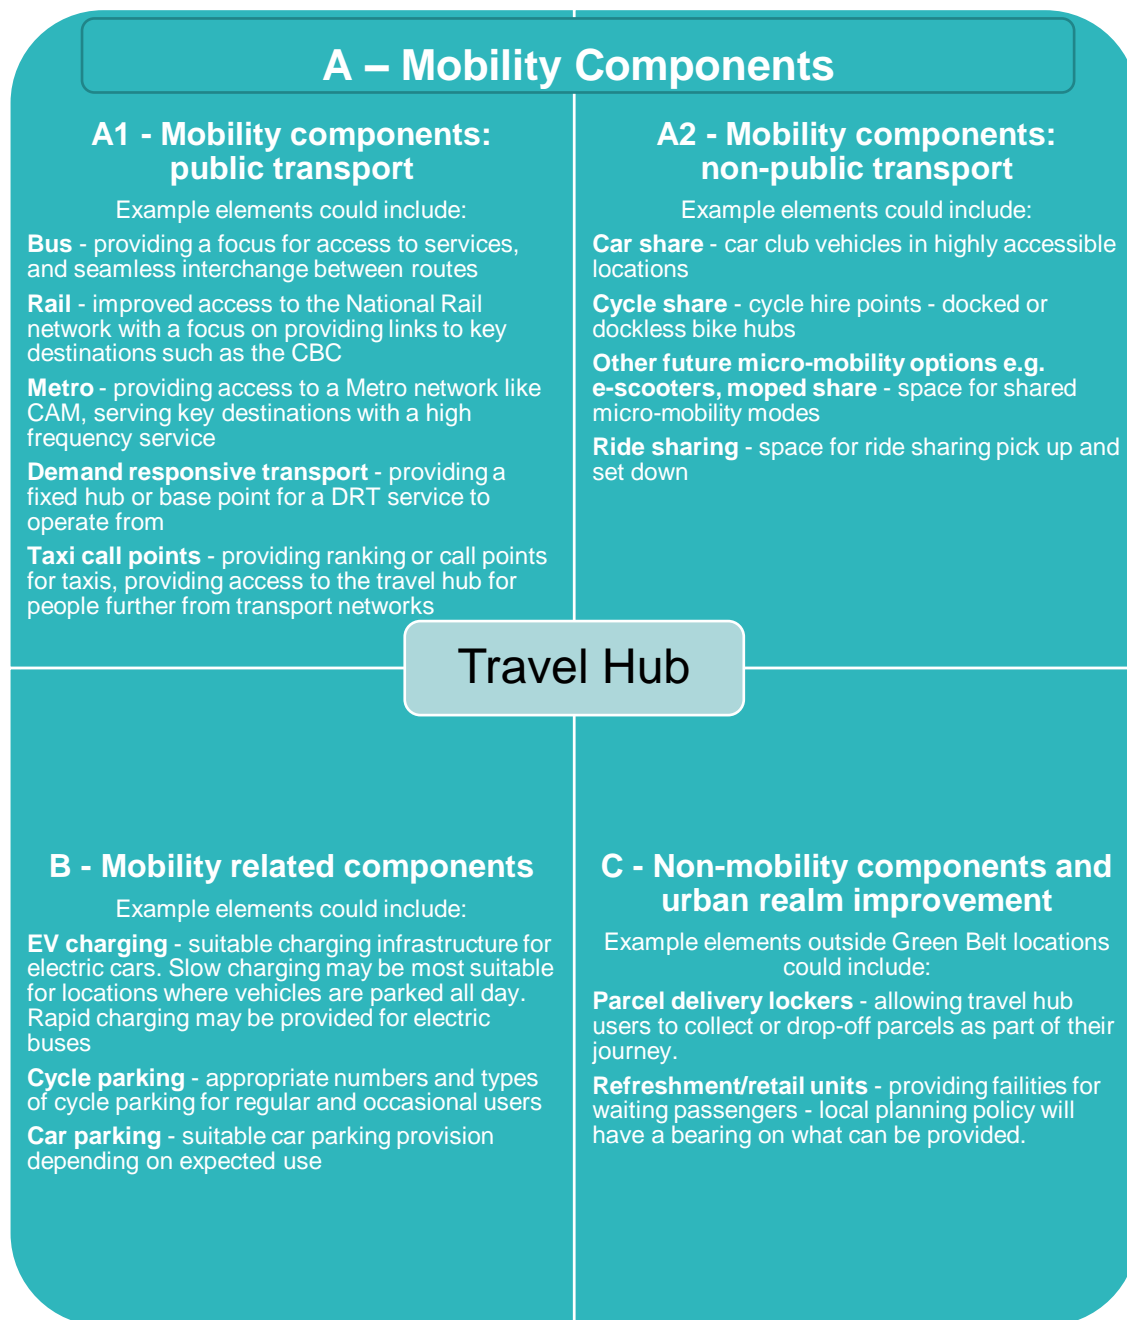 A – Mobility Components
A1 - Mobility components:
public transport
Example elements could include:
Bus - providing a focus for access to services,
and seamless interchange between routes
Rail - improved access to the National Rail
network with a focus on providing links to key
destinations such as the CBC
Metro - providing access to a Metro network like
CAM, serving key destinations with a high
frequency service
Demand responsive transport - providing a
fixed hub or base point for a DRT service to
operate from
Taxi call points - providing ranking or call points
for taxis, providing access to the travel hub for
people further from transport networks
A2 - Mobility components:
non-public transport
Example elements could include:
Car share - car club vehicles in highly accessible
locations
Cycle share - cycle hire points - docked or
dockless bike hubs
Other future micro-mobility options e.g.
e-scooters, moped share - space for shared
micro-mobility modes
Ride sharing - space for ride sharing pick up and
set down
Travel Hub
B - Mobility related components
Example elements could include:
EV charging - suitable charging infrastructure for
electric cars. Slow charging may be most suitable
for locations where vehicles are parked all day.
Rapid charging may be provided for electric
buses
Cycle parking - appropriate numbers and types
of cycle parking for regular and occasional users
Car parking - suitable car parking provision
depending on expected use
C - Non-mobility components and
urban realm improvement
Example elements outside Green Belt locations
could include:
Parcel delivery lockers - allowing travel hub
users to collect or drop-off parcels as part of their
journey.
Refreshment/retail units - providing failities for
waiting passengers - local planning policy will
have a bearing on what can be provided.